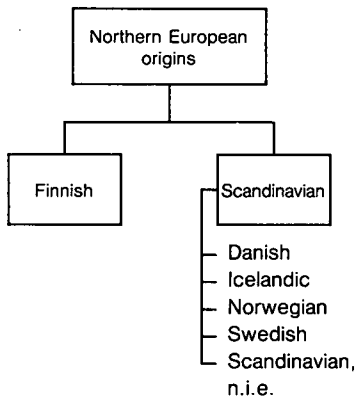 Northern European
origins
Finnish
Scandinavian
Danish
Icelandic
Norwegian
Swedish
Scandinavian,
n.i.e.